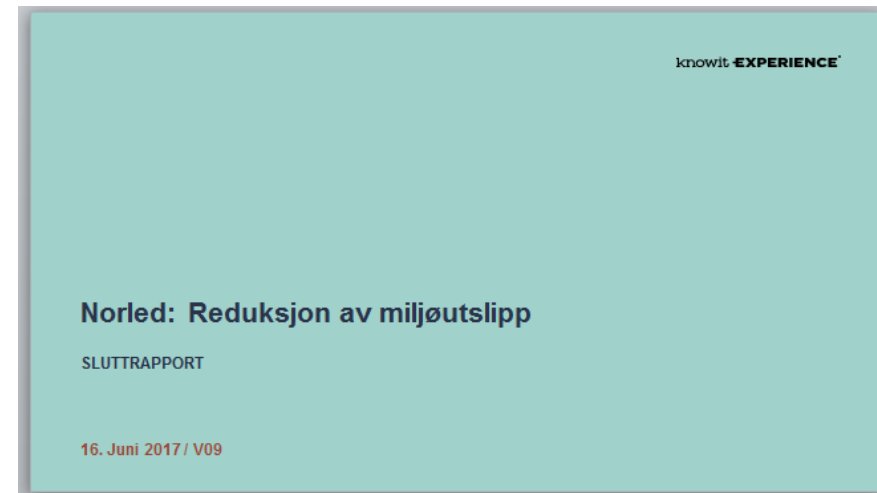 knowit EXPERIENCE
Norled: Reduksjon av miljøutslipp
SLUTTRAPPORT
16. Juni 2017 / V09